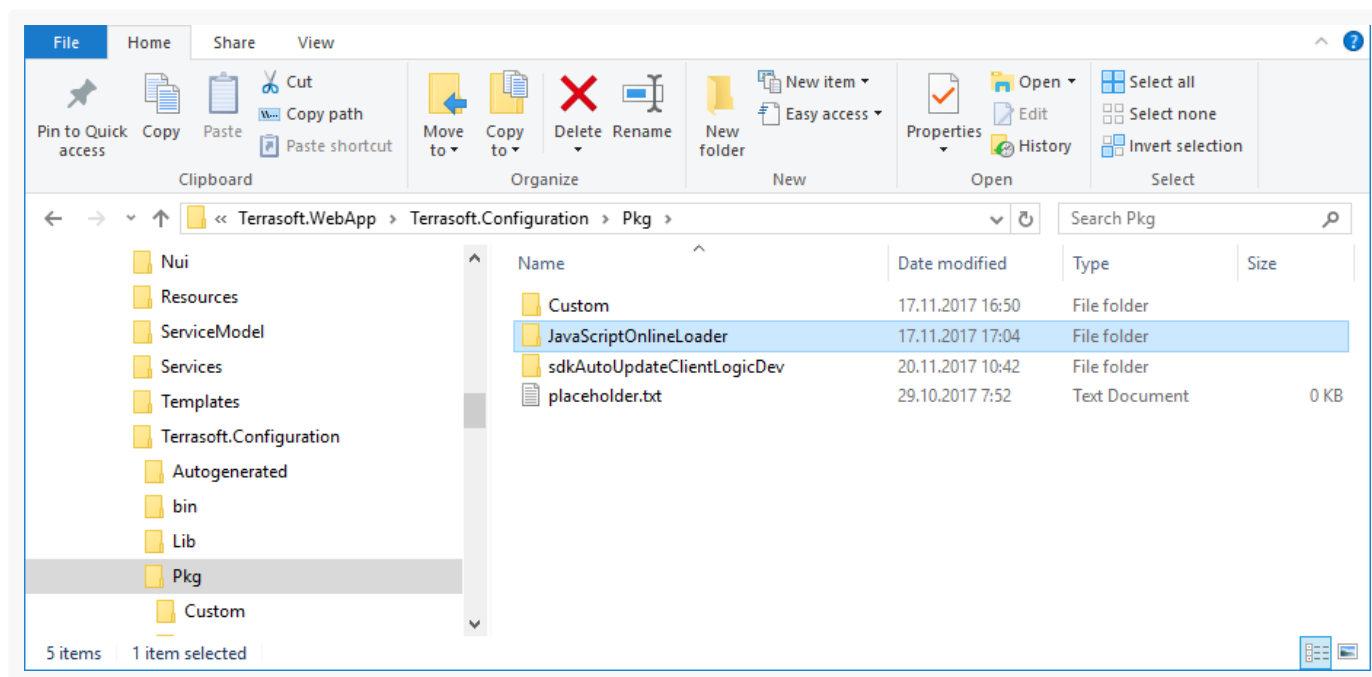 File Home Share View
Pin to Quick access
Copy
Paste
Cut
Copy path
Paste shortcut
Clipboard
Move to
Copy to
Delete
Rename
Organize
New folder
New item
Easy access
New
Properties
Open
Edit
History
Open
Select all
Select none
Invert selection
Select
« Terrasoft.WebApp > Terrasoft.Configuration > Pkg >
Search Pkg
Nui
Resources
ServiceModel
Services
Templates
Terrasoft.Configuration
Autogenerated
bin
Lib
Pkg
Custom
Name Date modified Type Size
Custom 17.11.2017 16:50 File folder
JavaScriptOnlineLoader 17.11.2017 17:04 File folder
sdkAutoUpdateClientLogicDev 20.11.2017 10:42 File folder
placeholder.txt 29.10.2017 7:52 Text Document 0 KB
5 items 1 item selected